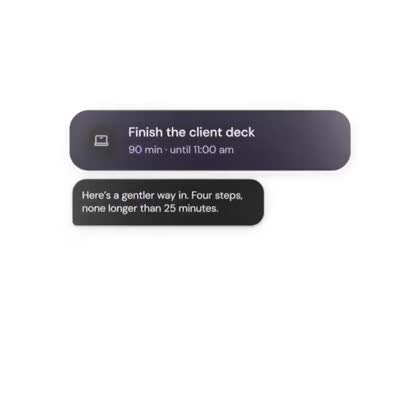 Finish the client deck
90 min · until 11:00 am
Here's a gentler way in. Four steps,
none longer than 25 minutes.